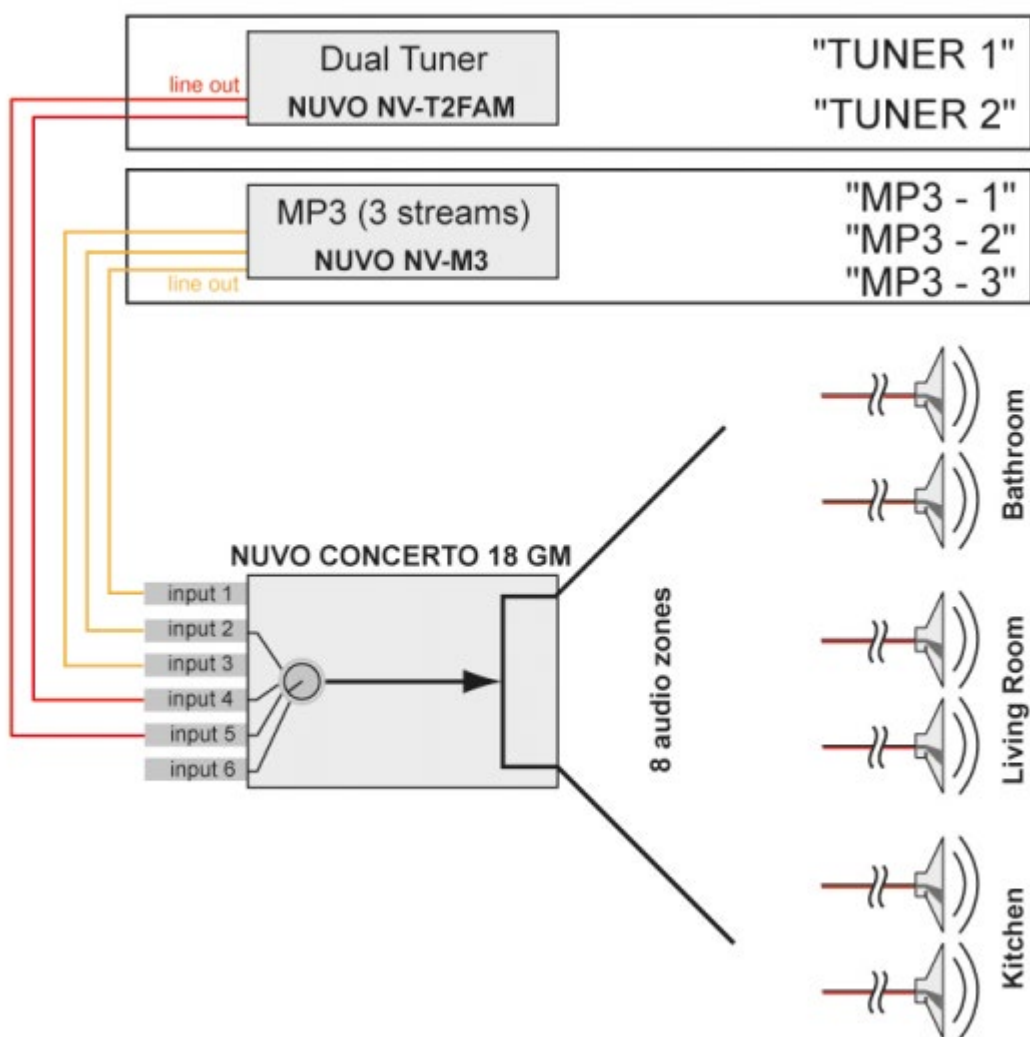 Dual Tuner
NUVO NV-T2FAM
line out
"TUNER 1"
"TUNER 2"
MP3 (3 streams)
NUVO NV-M3
line out
"MP3 - 1"
"MP3 - 2"
"MP3 - 3"
NUVO CONCERTO 18 GM
input 1
input 2
input 3
input 4
input 5
input 6
8 audio zones
Bathroom
Living Room
Kitchen